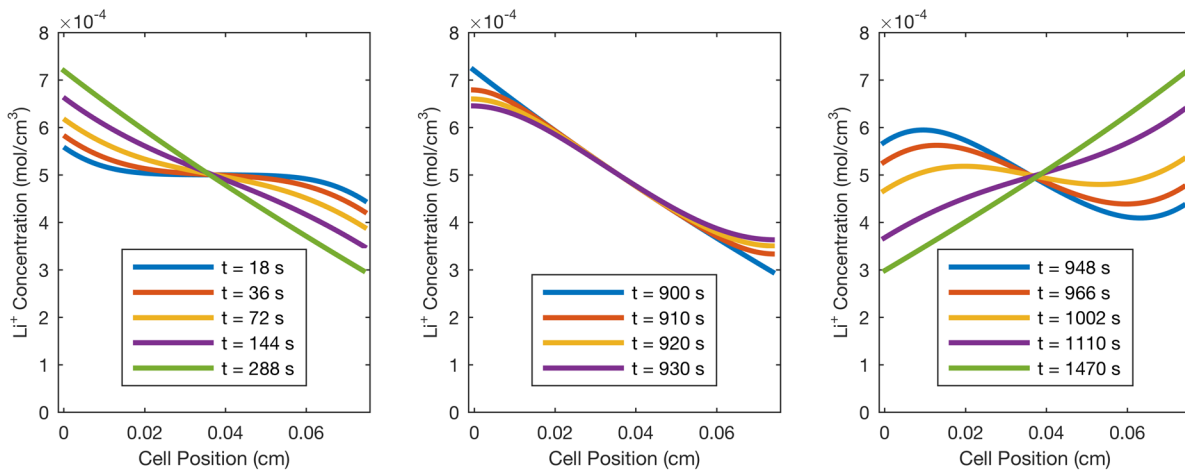 ×10⁻⁴
8
7
6
5
4
3
2
1
0
Li⁺ Concentration (mol/cm³)
t = 18 s
t = 36 s
t = 72 s
t = 144 s
t = 288 s
0 0.02 0.04 0.06
Cell Position (cm)
×10⁻⁴
8
7
6
5
4
3
2
1
0
Li⁺ Concentration (mol/cm³)
t = 900 s
t = 910 s
t = 920 s
t = 930 s
0 0.02 0.04 0.06
Cell Position (cm)
×10⁻⁴
8
7
6
5
4
3
2
1
0
Li⁺ Concentration (mol/cm³)
t = 948 s
t = 966 s
t = 1002 s
t = 1110 s
t = 1470 s
0 0.02 0.04 0.06
Cell Position (cm)